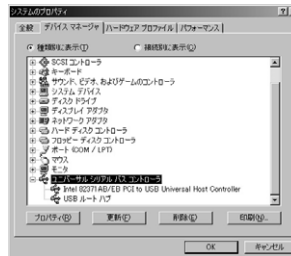 システムのプロパティ
全般 デバイス マネージャ ハードウェア プロファイル パフォーマンス
種類別に表示(T) 接続別に表示(C)
SCSI コントローラ
キーボード
サウンド、ビデオ、およびゲームのコントローラ
システム デバイス
ディスク ドライブ
ディスプレイ アダプタ
ネットワーク アダプタ
ハード ディスク コントローラ
フロッピー ディスク コントローラ
ポート (COM / LPT)
マウス
モニタ
ユニバーサル シリアル バス コントローラ
Intel 82371AB/EB PCI to USB Universal Host Controller
USB ルート ハブ
プロパティ(R) 更新(F) 削除(E) 印刷(N)...
OK キャンセル